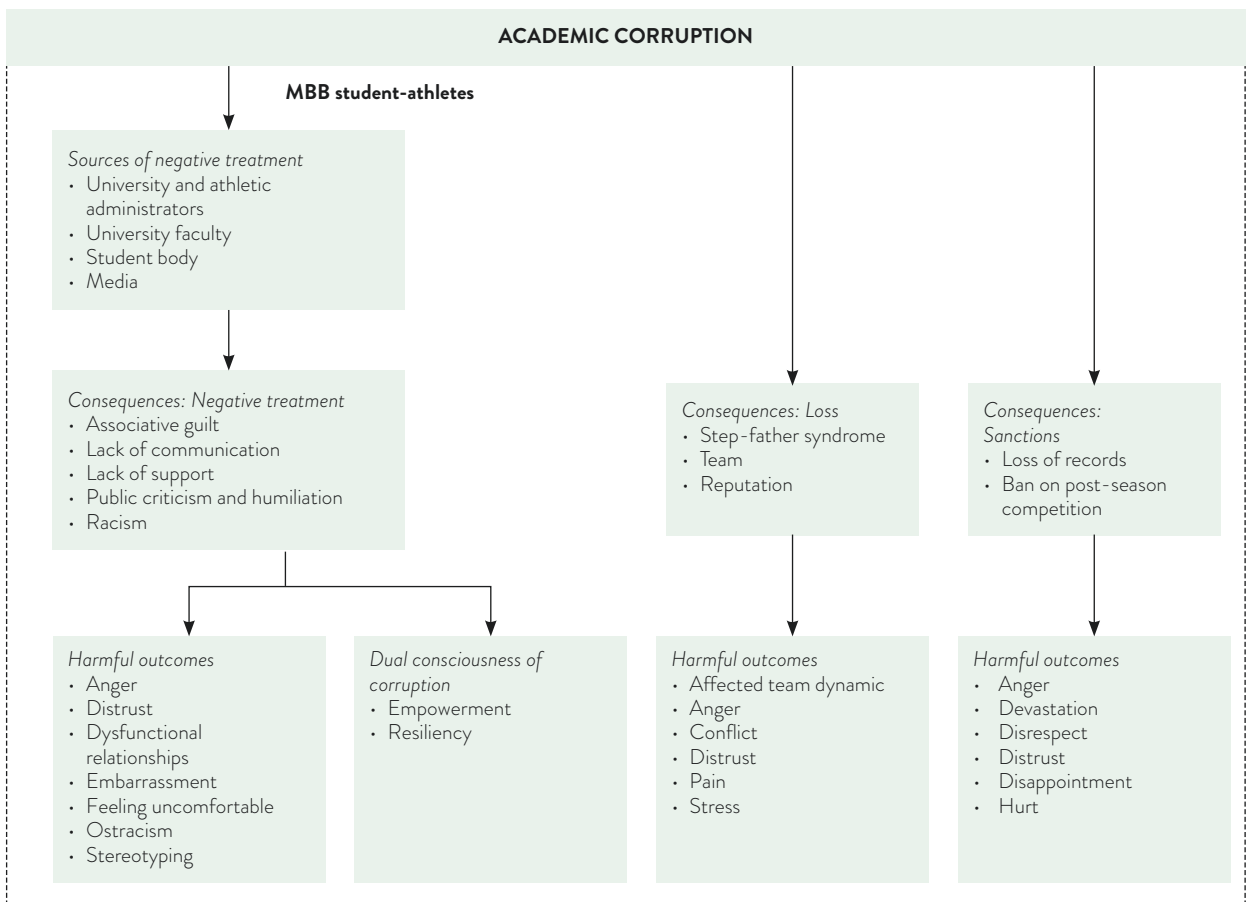 ACADEMIC CORRUPTION
MBB student-athletes
Sources of negative treatment
• University and athletic
administrators
• University faculty
• Student body
• Media
Consequences: Negative treatment
• Associative guilt
• Lack of communication
• Lack of support
• Public criticism and humiliation
• Racism
Consequences: Loss
• Step-father syndrome
• Team
• Reputation
Consequences:
Sanctions
• Loss of records
• Ban on post-season
competition
Harmful outcomes
• Anger
• Distrust
• Dysfunctional
relationships
• Embarrassment
• Feeling uncomfortable
• Ostracism
• Stereotyping
Dual consciousness of
corruption
• Empowerment
• Resiliency
Harmful outcomes
• Affected team dynamic
• Anger
• Conflict
• Distrust
• Pain
• Stress
Harmful outcomes
• Anger
• Devastation
• Disrespect
• Distrust
• Disappointment
• Hurt